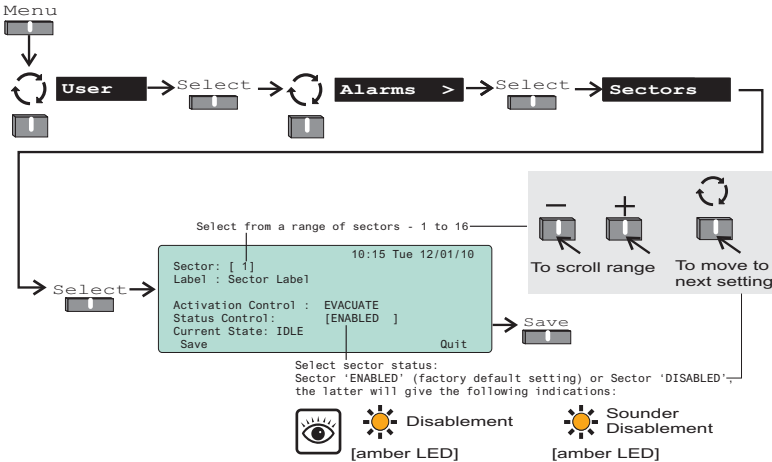 Menu
User
Select
Alarms >
Select
Sectors
Select from a range of sectors - 1 to 16
− +
To scroll range
To move to
next setting
Select
10:15 Tue 12/01/10
Sector: [ 1]
Label : Sector Label
Activation Control : EVACUATE
Status Control: [ENABLED ]
Current State: IDLE
Save Quit
Save
Select sector status:
Sector 'ENABLED' (factory default setting) or Sector 'DISABLED',
the latter will give the following indications:
Disablement
[amber LED]
Sounder
Disablement
[amber LED]